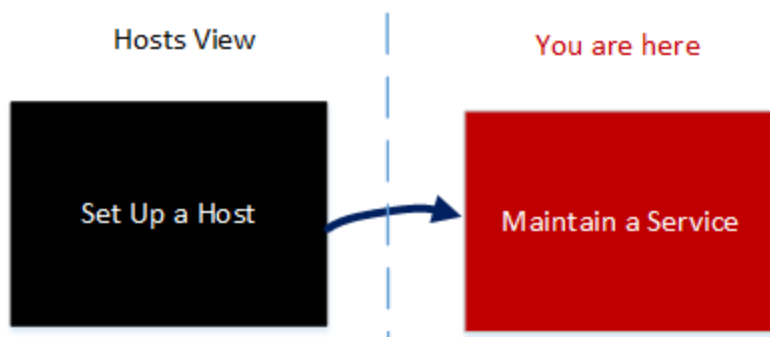 Hosts View
You are here
Set Up a Host
Maintain a Service